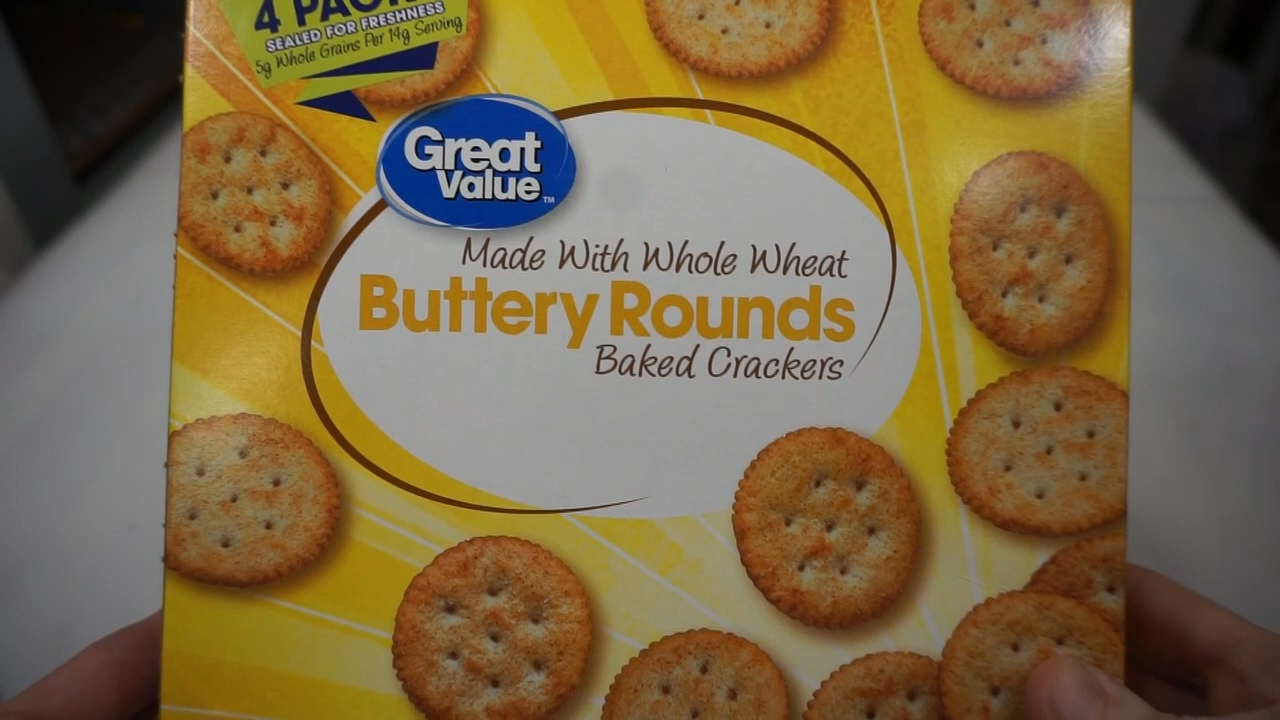 4 PACK
SEALED FOR FRESHNESS
5g Whole Grains Per 14g Serving
Great
Value™
Made With Whole Wheat
Buttery Rounds
Baked Crackers